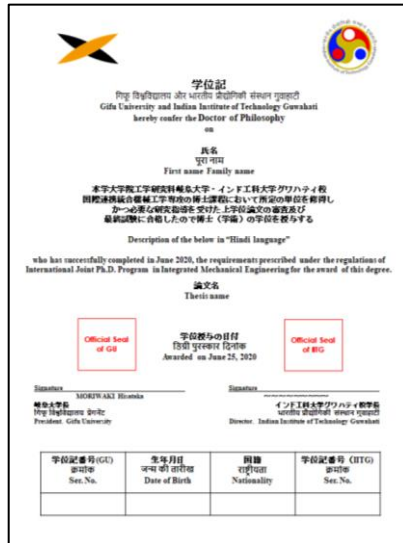 学位記
गिफू विश्वविद्यालय और भारतीय प्रौद्योगिकी संस्थान गुवाहाटी
Gifu University and Indian Institute of Technology Guwahati
hereby confer the Doctor of Philosophy
on
氏名
पूरा नाम
First name Family name
本学大学院工学研究科岐阜大学・インド工科大学グワハティ校
国際連携統合機械工学専攻の博士課程において所定の単位を修得し
かつ必要な研究指導を受けた上学位論文の審査及び
最終試験に合格したので博士（学術）の学位を授与する
Description of the below in "Hindi language"
who has successfully completed in June 2020, the requirements prescribed under the regulations of
International Joint Ph.D. Program in Integrated Mechanical Engineering for the award of this degree.
論文名
Thesis name
Official Seal
of GU
学位授与の日付
डिग्री पुरस्कार दिनांक
Awarded on June 25, 2020
Official Seal
of IITG
Signature
MORIWAKI Hisataka
岐阜大学長
गिफू विश्वविद्यालय प्रेसिडेंट
President. Gifu University
Signature
インド工科大学グワハティ校学長
भारतीय प्रौद्योगिकी संस्थान गुवाहाटी
Director. Indian Institute of Technology Guwahati
学位記番号(GU)
क्रमांक
Ser. No.
生年月日
जन्म की तारीख
Date of Birth
国籍
राष्ट्रीयता
Nationality
学位記番号（IITG）
क्रमांक
Ser. No.